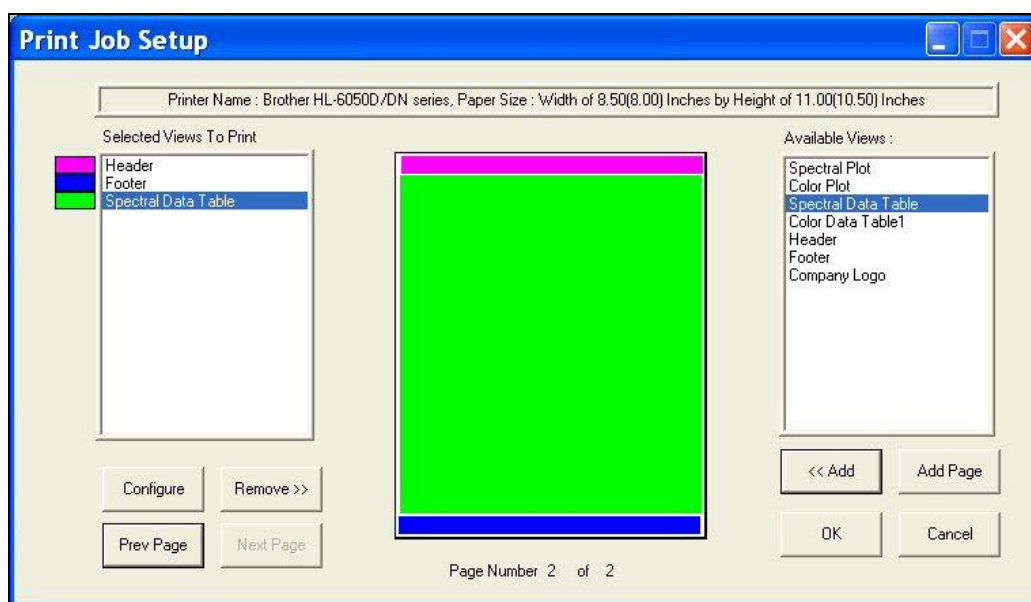 Print Job Setup
Printer Name : Brother HL-6050D/DN series, Paper Size : Width of 8.50(8.00) Inches by Height of 11.00(10.50) Inches
Selected Views To Print
Header
Footer
Spectral Data Table
Available Views :
Spectral Plot
Color Plot
Spectral Data Table
Color Data Table1
Header
Footer
Company Logo
Configure
Remove >>
<< Add
Add Page
Prev Page
Next Page
OK
Cancel
Page Number 2 of 2